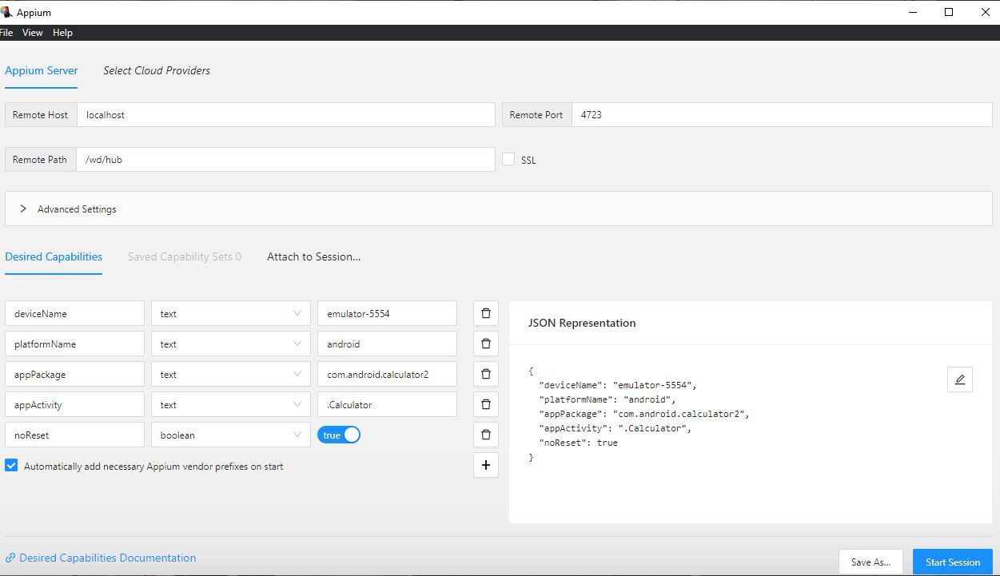 Appium
File View Help
Appium Server Select Cloud Providers
Remote Host localhost Remote Port 4723
Remote Path /wd/hub SSL
Advanced Settings
Desired Capabilities Saved Capability Sets 0 Attach to Session...
deviceName text emulator-5554
platformName text android
appPackage text com.android.calculator2
appActivity text .Calculator
noReset boolean true
Automatically add necessary Appium vendor prefixes on start
JSON Representation
{
"deviceName": "emulator-5554",
"platformName": "android",
"appPackage": "com.android.calculator2",
"appActivity": ".Calculator",
"noReset": true
}
Desired Capabilities Documentation
Save As... Start Session